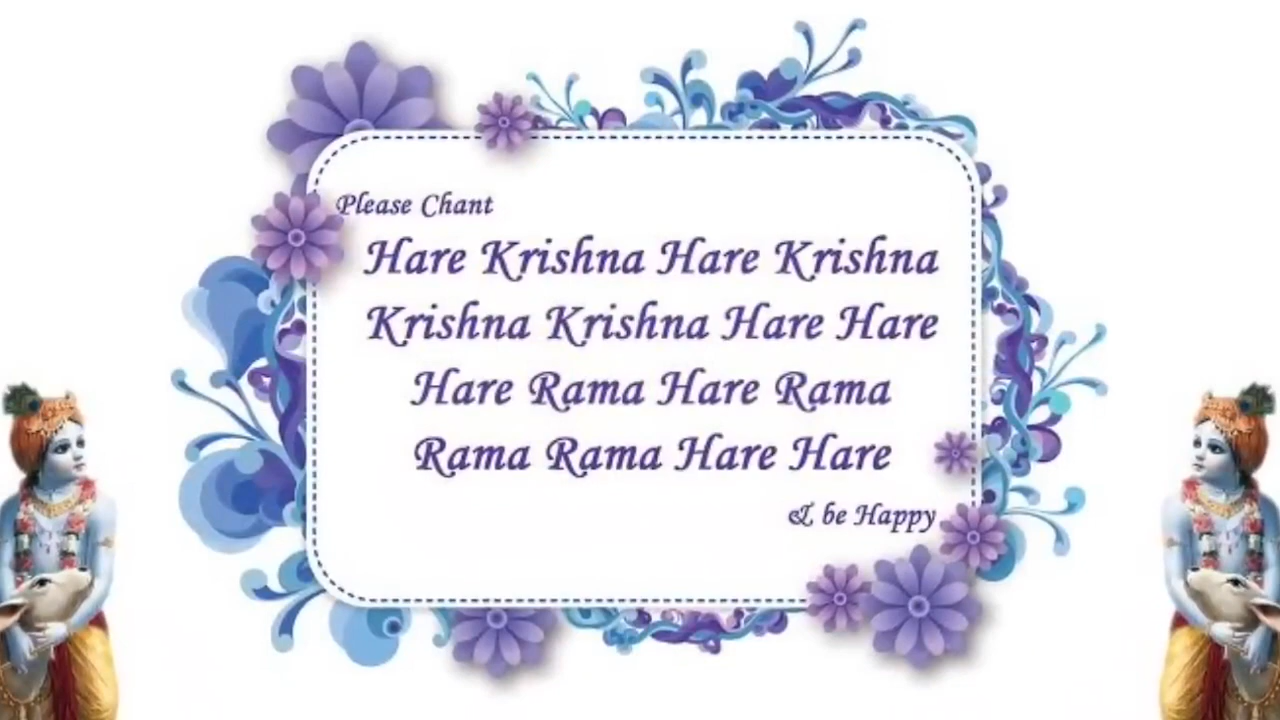 Please Chant
Hare Krishna Hare Krishna
Krishna Krishna Hare Hare
Hare Rama Hare Rama
Rama Rama Hare Hare
& be Happy